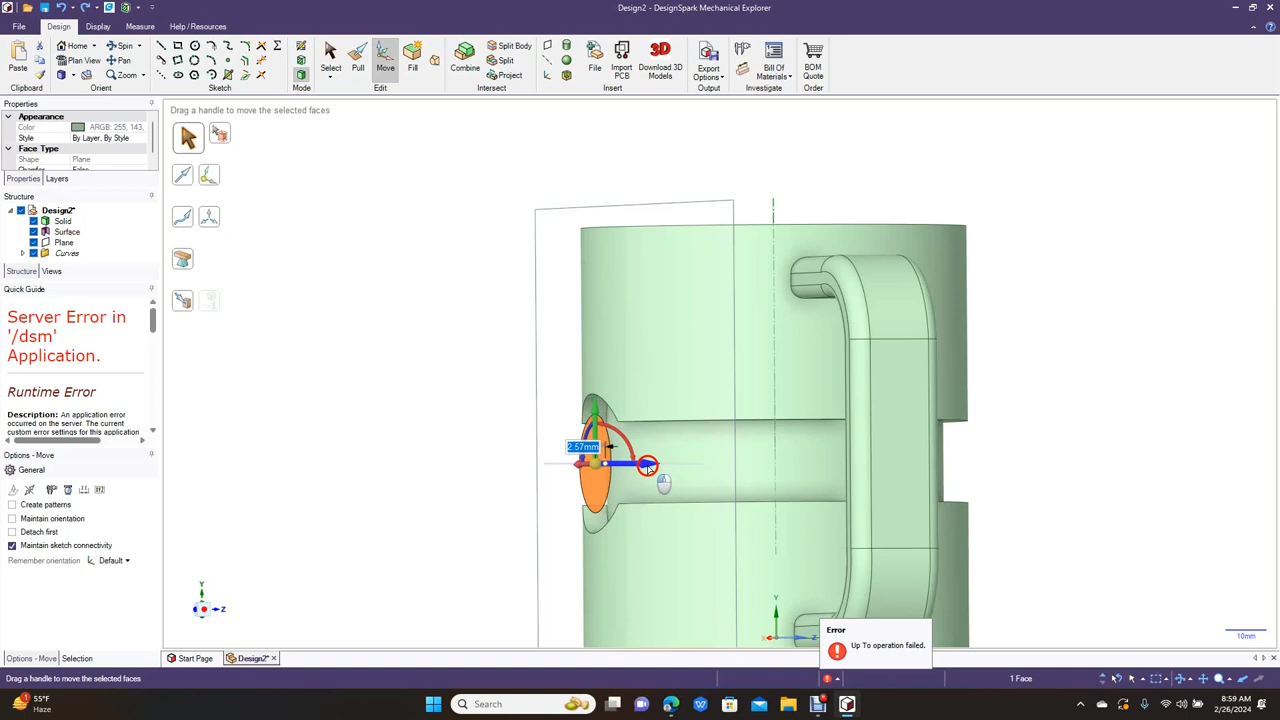 Design2 - DesignSpark Mechanical Explorer
File Design Display Measure Help / Resources
Paste
Clipboard
Home Spin
Plan View Pan
Zoom
Orient
Sketch
Mode
Select
Pull
Move
Fill
Edit
Combine
Split Body
Split
Project
Intersect
File
Import
PCB
Download 3D
Models
Insert
Export
Options
Output
Bill Of
Materials
Investigate
BOM
Quote
Order
Properties
Appearance
Color ARGB: 255, 143,
Style By Layer, By Style
Face Type
Shape Plane
Chamfer False
Properties Layers
Structure
Design2*
Solid
Surface
Plane
Curves
Structure Views
Quick Guide
Server Error in
'/dsm'
Application.
Runtime Error
Description: An application error
occurred on the server. The current
custom error settings for this application
Options - Move
General
Create patterns
Maintain orientation
Detach first
Maintain sketch connectivity
Remember orientation Default
Options - Move Selection
Drag a handle to move the selected faces
Drag a handle to move the selected faces
2.57mm
Y
Z
Y
X
Z
10mm
Error
Up To operation failed.
Start Page
Design2*
1 Face
55°F
Haze
Search
8:59 AM
2/26/2024